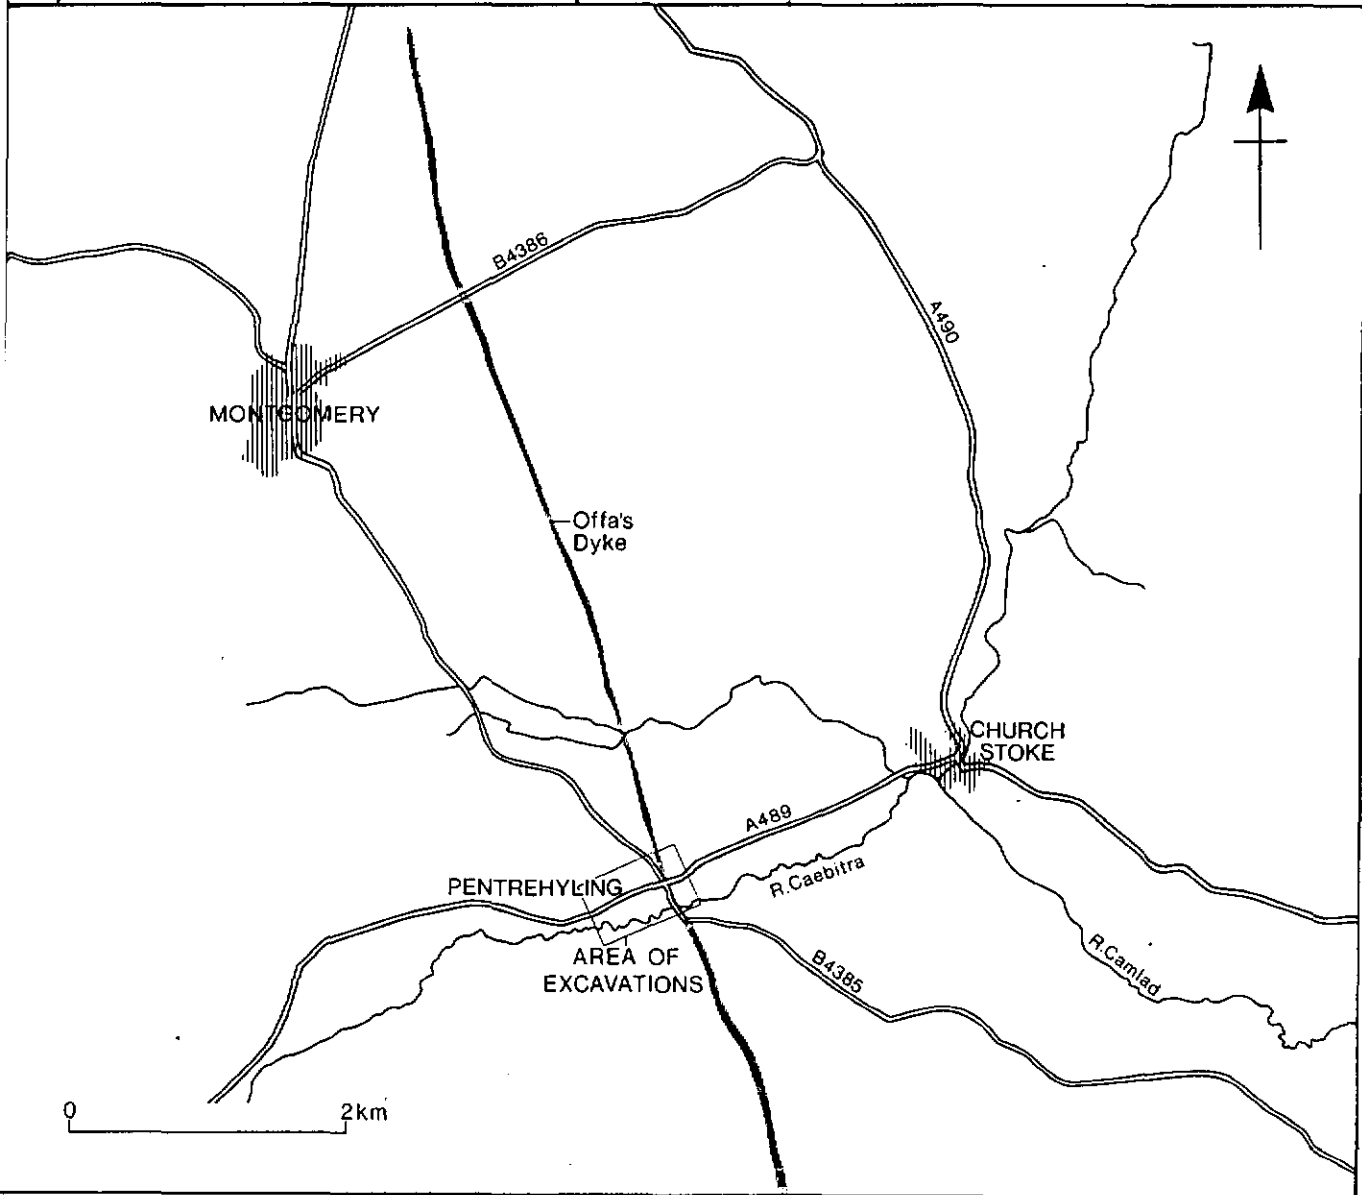 B4386
A490
MONTGOMERY
Offa's
Dyke
CHURCH
STOKE
A489
R.Caebitra
PENTREHYLING
AREA OF
EXCAVATIONS
B4385
R.Camlad
0 2km